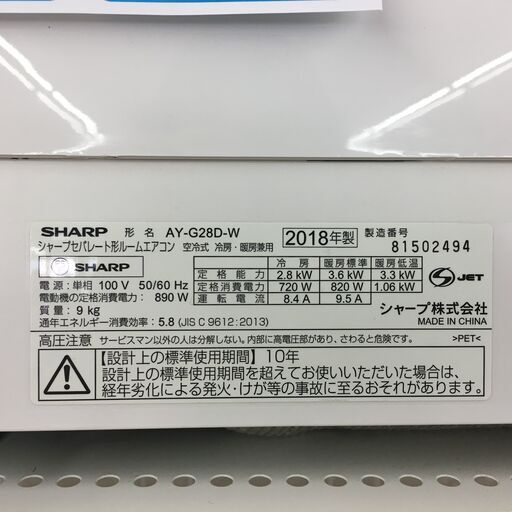 SHARP 形名 AY-G28D-W 2018年製 製造番号
シャープセパレート形ルームエアコン 空冷式 冷房・暖房兼用 81502494
SHARP
冷房 暖房標準 暖房低温
定格能力 2.8 kW 3.6 kW 3.3 kW
定格消費電力 720 W 820 W 1.06 kW
運転電流 8.4 A 9.5 A
電源:単相 100 V 50/60 Hz
電動機の定格消費電力: 890 W
質量:9 kg
通年エネルギー消費効率:5.8 (JIS C 9612:2013)
S JET
シャープ株式会社
MADE IN CHINA
高圧注意 サービスマン以外の人は分解しない。内部に高電圧部があり、さわると危険です。 >PET<
【設計上の標準使用期間】10年
設計上の標準使用期間を超えてお使いいただいた場合は、
経年劣化による発火・けが等の事故に至るおそれがあります。